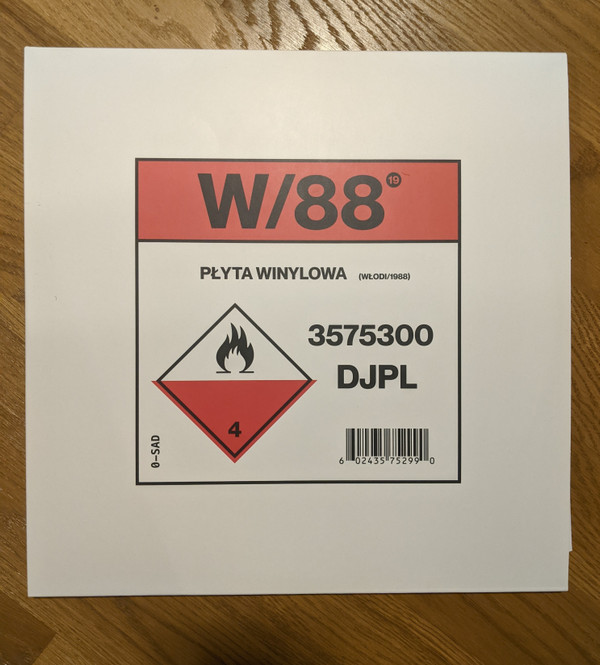 W/88 19
PŁYTA WINYLOWA (WŁODI/1988)
3575300
DJPL
4
0-SAD
6 02435 75299 0